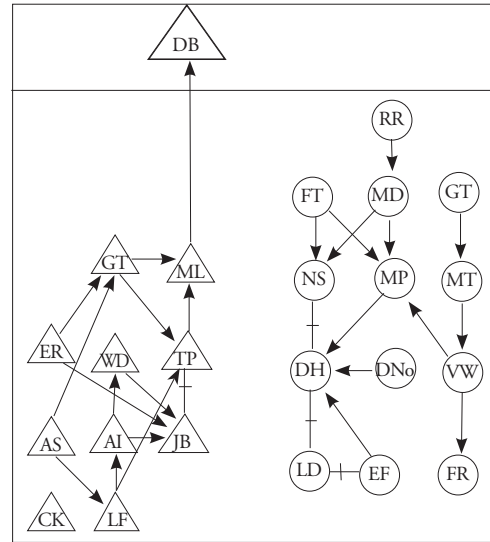 DB
RR
FT MD GT
GT ML NS MP MT
ER WD TP DH DNo VW
AS AI JB
LD EF FR
CK LF